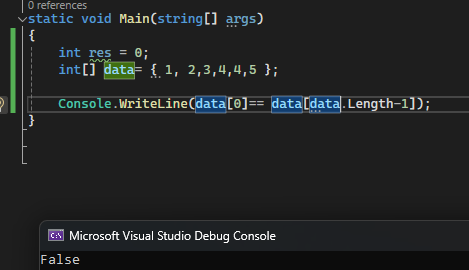 0 references
static void Main(string[] args)
{
int res = 0;
int[] data= { 1, 2,3,4,4,5 };
Console.WriteLine(data[0]== data[data.Length-1]);
}
Microsoft Visual Studio Debug Console
False